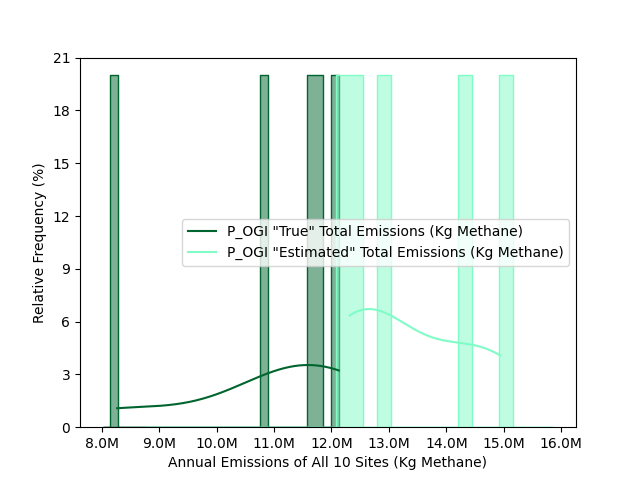 21
18
15
12
9
6
3
0
Relative Frequency (%)
P_OGI "True" Total Emissions (Kg Methane)
P_OGI "Estimated" Total Emissions (Kg Methane)
8.0M 9.0M 10.0M 11.0M 12.0M 13.0M 14.0M 15.0M 16.0M
Annual Emissions of All 10 Sites (Kg Methane)